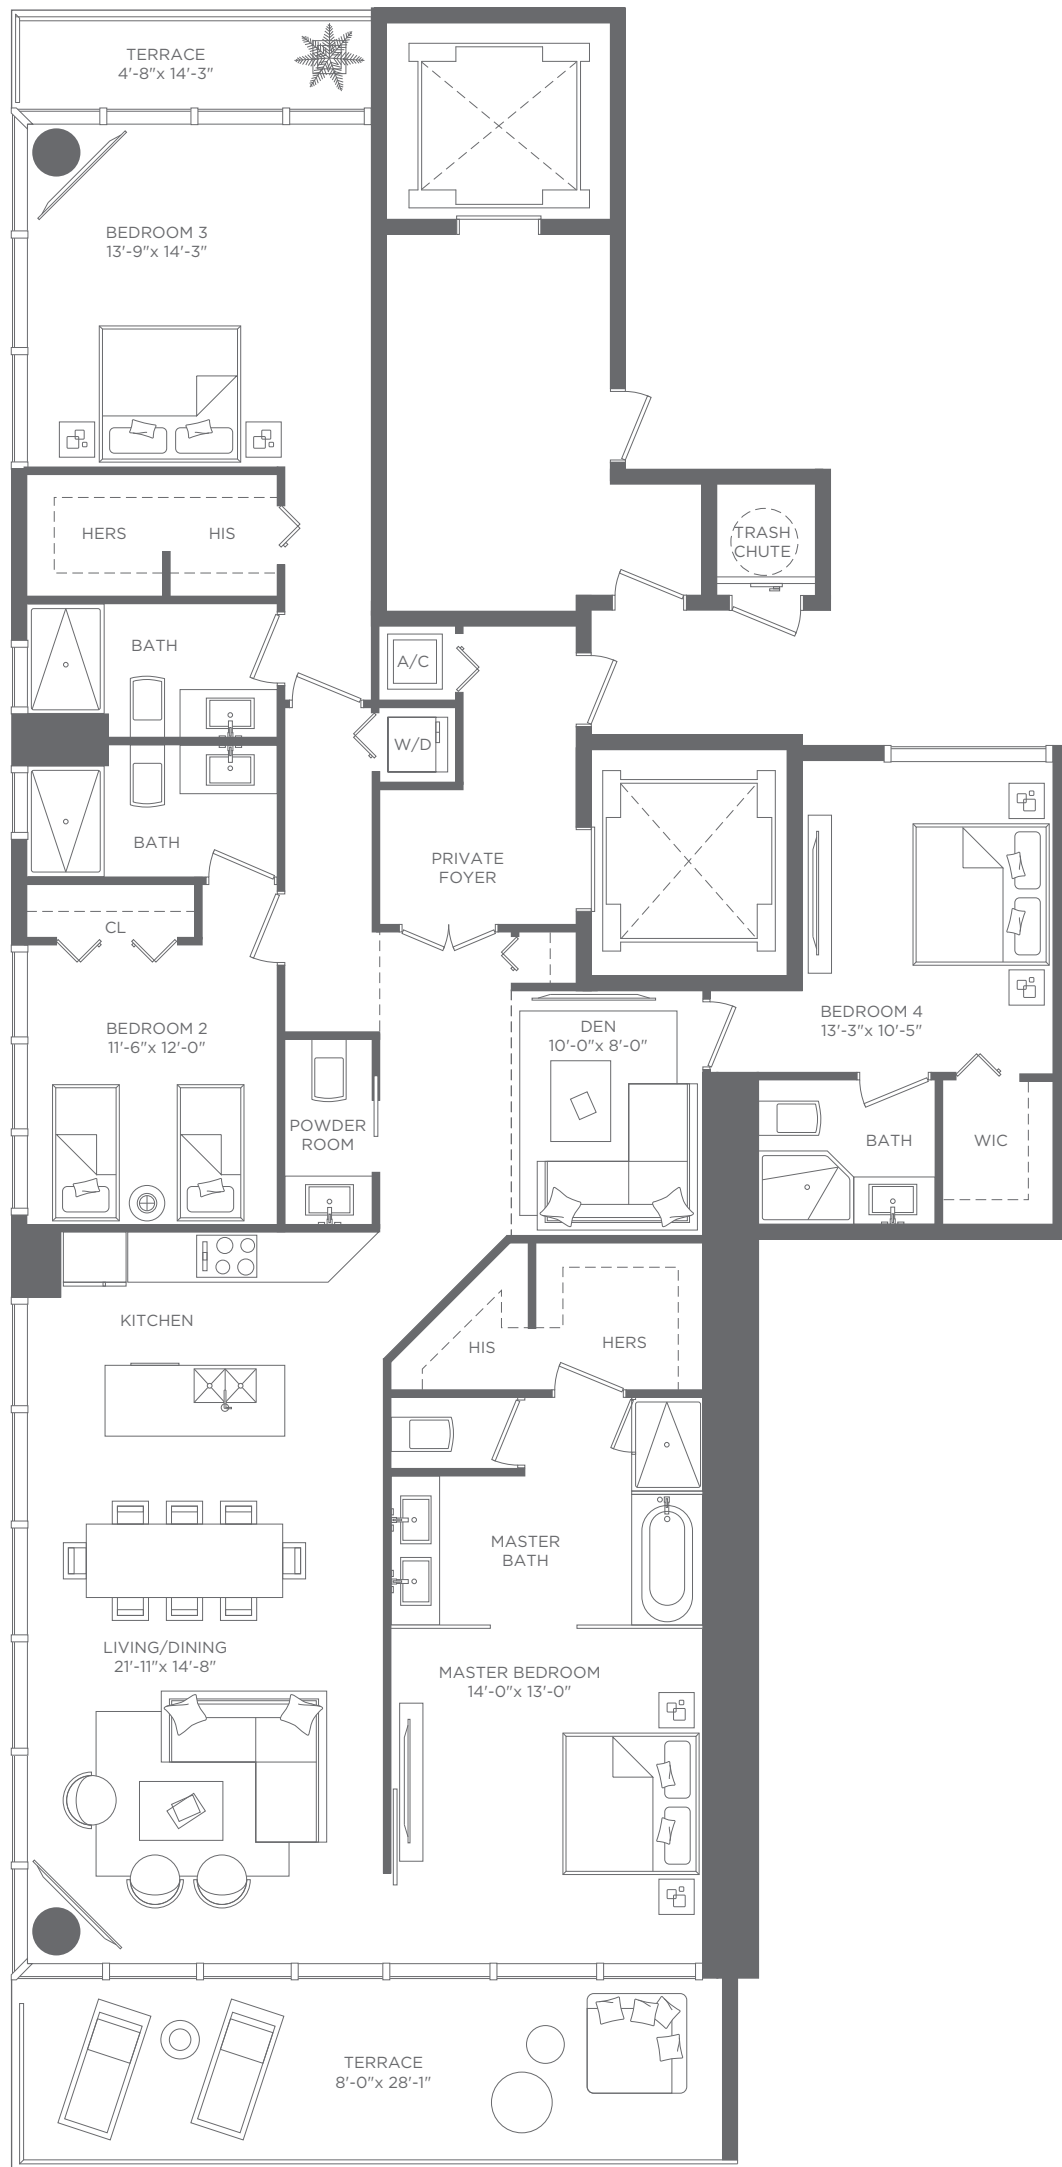 TERRACE
4'-8"x 14'-3"
BEDROOM 3
13'-9"x 14'-3"
HERS
HIS
TRASH
CHUTE
BATH
A/C
W/D
BATH
PRIVATE
FOYER
CL
BEDROOM 2
11'-6"x 12'-0"
DEN
10'-0"x 8'-0"
BEDROOM 4
13'-3"x 10'-5"
POWDER
ROOM
BATH
WIC
KITCHEN
HIS
HERS
MASTER
BATH
LIVING/DINING
21'-11"x 14'-8"
MASTER BEDROOM
14'-0"x 13'-0"
TERRACE
8'-0"x 28'-1"